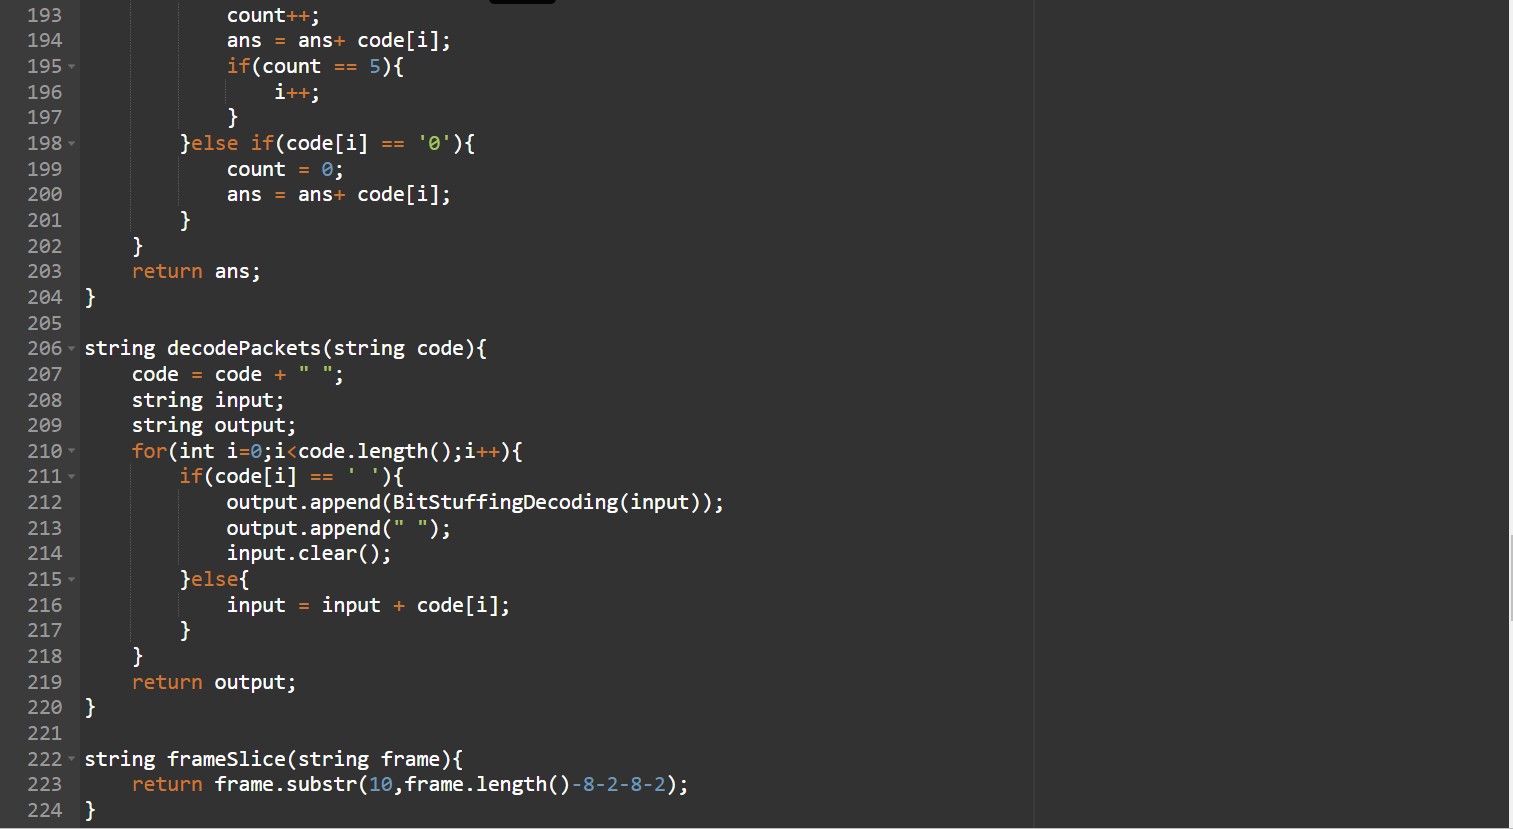 193 count++;
194 ans = ans+ code[i];
195 if(count == 5){
196 i++;
197 }
198 }else if(code[i] == '0'){
199 count = 0;
200 ans = ans+ code[i];
201 }
202 }
203 return ans;
204 }
205
206 string decodePackets(string code){
207 code = code + " ";
208 string input;
209 string output;
210 for(int i=0;i<code.length();i++){
211 if(code[i] == ' '){
212 output.append(BitStuffingDecoding(input));
213 output.append(" ");
214 input.clear();
215 }else{
216 input = input + code[i];
217 }
218 }
219 return output;
220 }
221
222 string frameSlice(string frame){
223 return frame.substr(10,frame.length()-8-2-8-2);
224 }